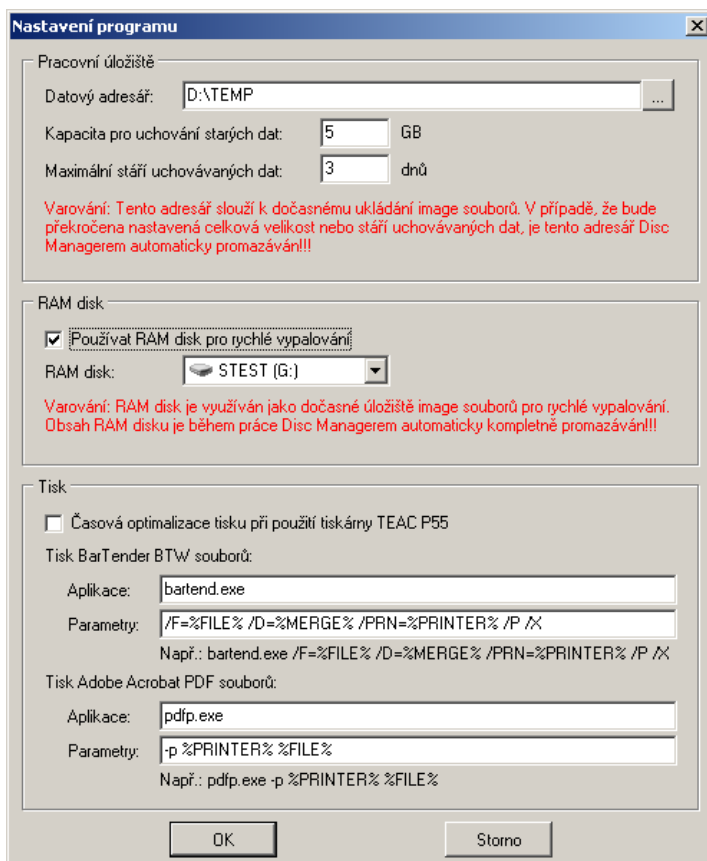 Nastavení programu
Pracovní úložiště
Datový adresář: D:\TEMP ...
Kapacita pro uchování starých dat: 5 GB
Maximální stáří uchovávaných dat: 3 dnů
Varování: Tento adresář slouží k dočasnému ukládání image souborů. V případě, že bude
překročena nastavená celková velikost nebo stáří uchovávaných dat, je tento adresář Disc
Managerem automaticky promazáván!!!
RAM disk
Používat RAM disk pro rychlé vypalování
RAM disk: STEST (G:)
Varování: RAM disk je využíván jako dočasné úložiště image souborů pro rychlé vypalování.
Obsah RAM disku je během práce Disc Managerem automaticky kompletně promazáván!!!
Tisk
Časová optimalizace tisku při použití tiskárny TEAC P55
Tisk BarTender BTW souborů:
Aplikace: bartend.exe
Parametry: /F=%FILE% /D=%MERGE% /PRN=%PRINTER% /P /X
Např.: bartend.exe /F=%FILE% /D=%MERGE% /PRN=%PRINTER% /P /X
Tisk Adobe Acrobat PDF souborů:
Aplikace: pdfp.exe
Parametry: -p %PRINTER% %FILE%
Např.: pdfp.exe -p %PRINTER% %FILE%
OK Storno